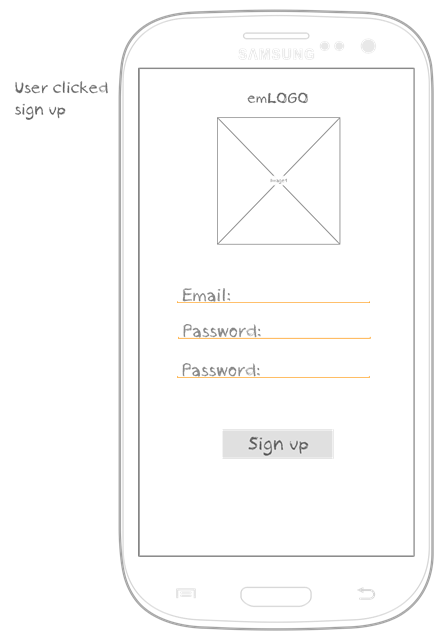 SAMSUNG
User clicked
sign up
emLOGO
Email:
Password:
Password:
Sign up